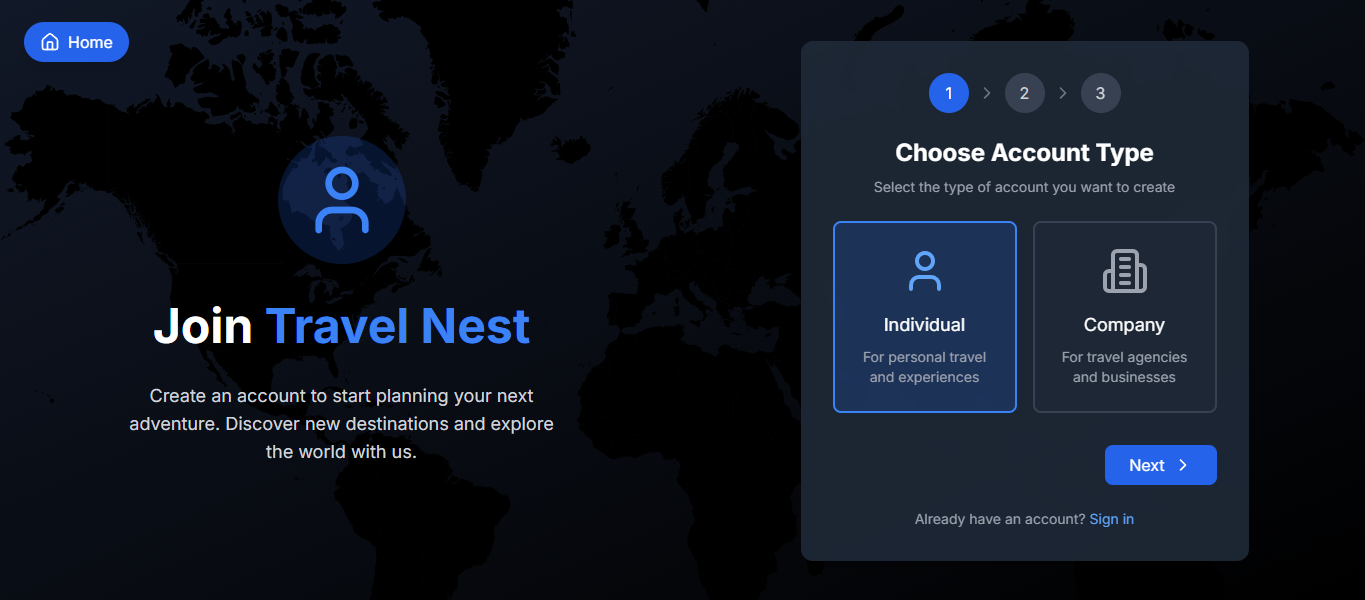 Home
Join Travel Nest
Create an account to start planning your next
adventure. Discover new destinations and explore
the world with us.
1 2 3
Choose Account Type
Select the type of account you want to create
Individual
For personal travel
and experiences
Company
For travel agencies
and businesses
Next
Already have an account? Sign in